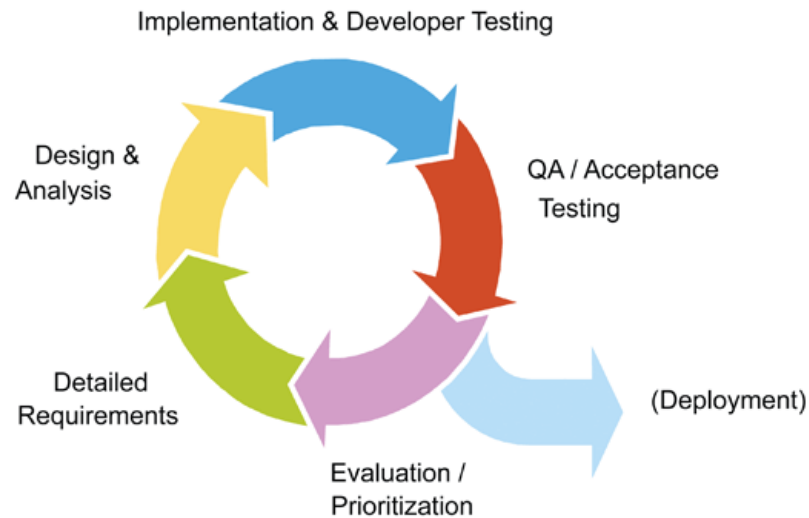 Implementation & Developer Testing
Design &
Analysis
QA / Acceptance
Testing
Detailed
Requirements
(Deployment)
Evaluation /
Prioritization